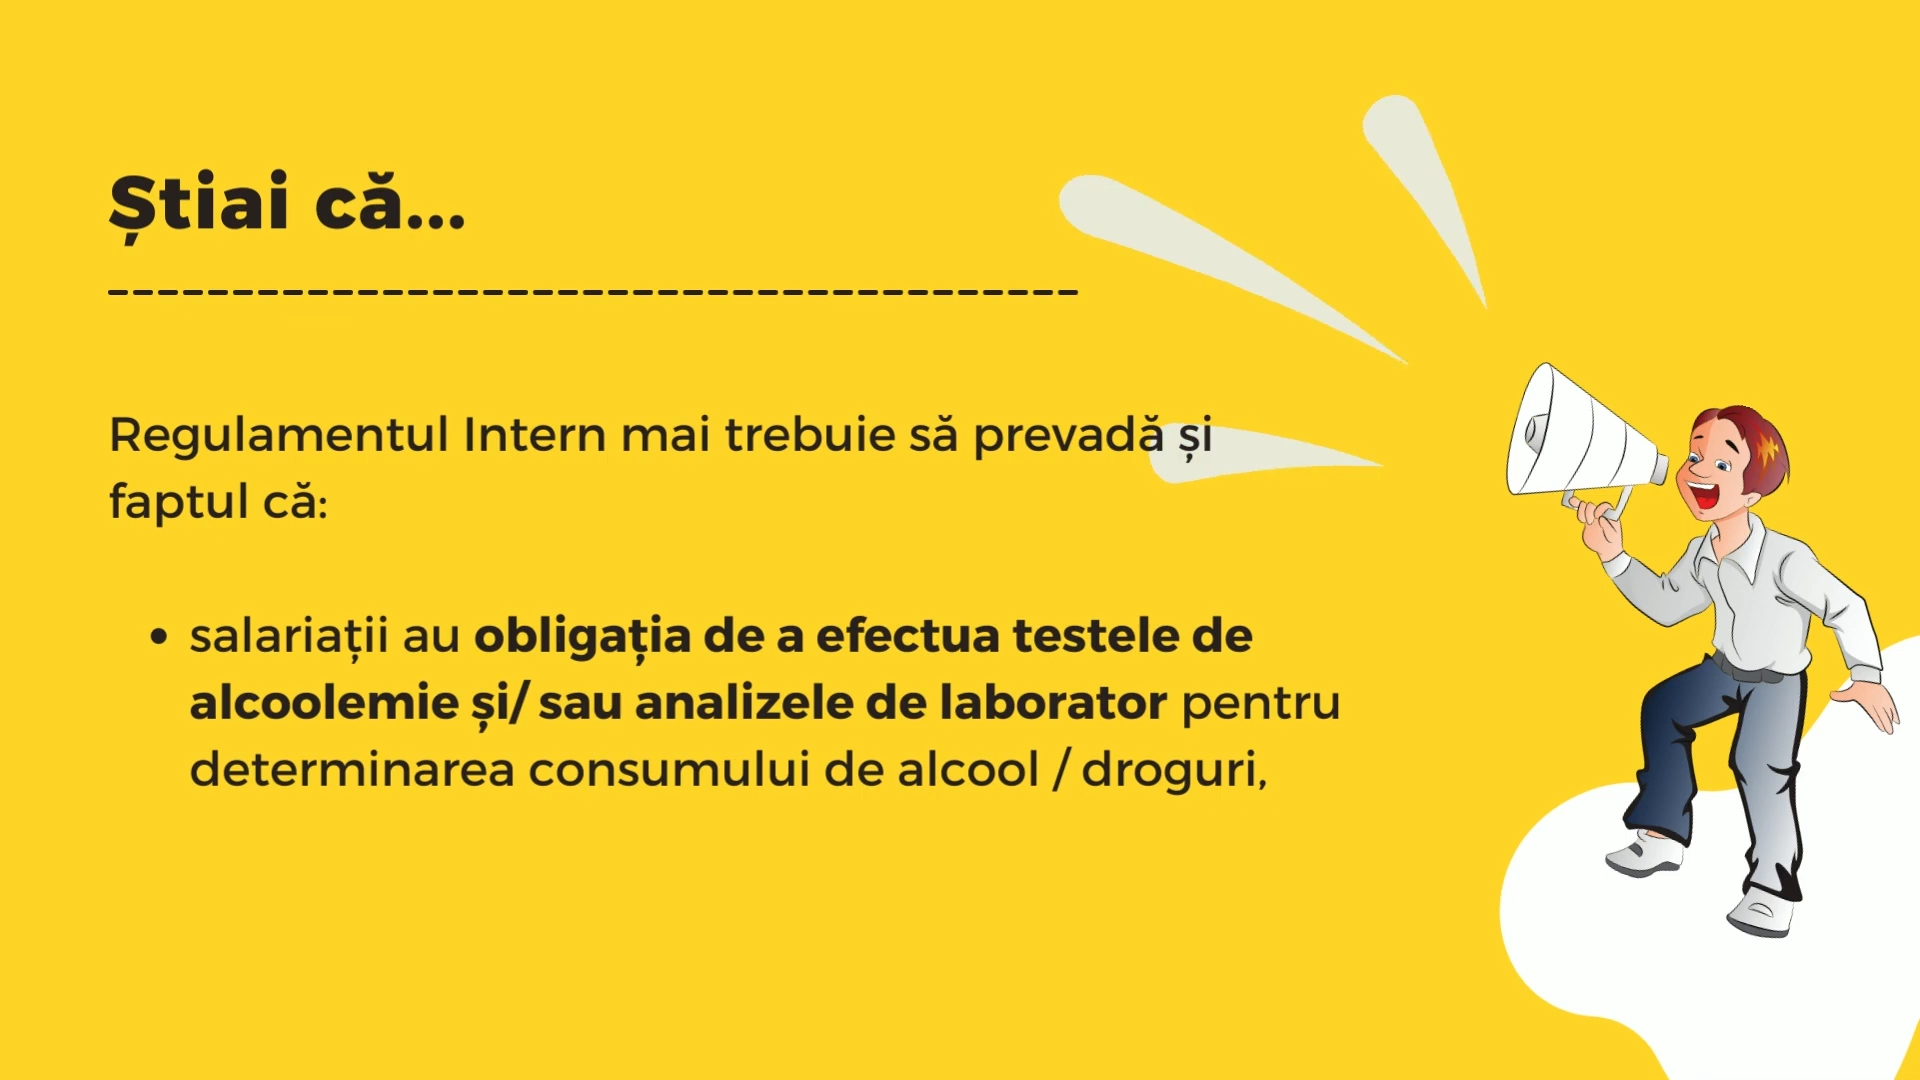 Știai că...
Regulamentul Intern mai trebuie să prevadă și
faptul că:
• salariații au obligația de a efectua testele de
alcoolemie și/ sau analizele de laborator pentru
determinarea consumului de alcool / droguri,